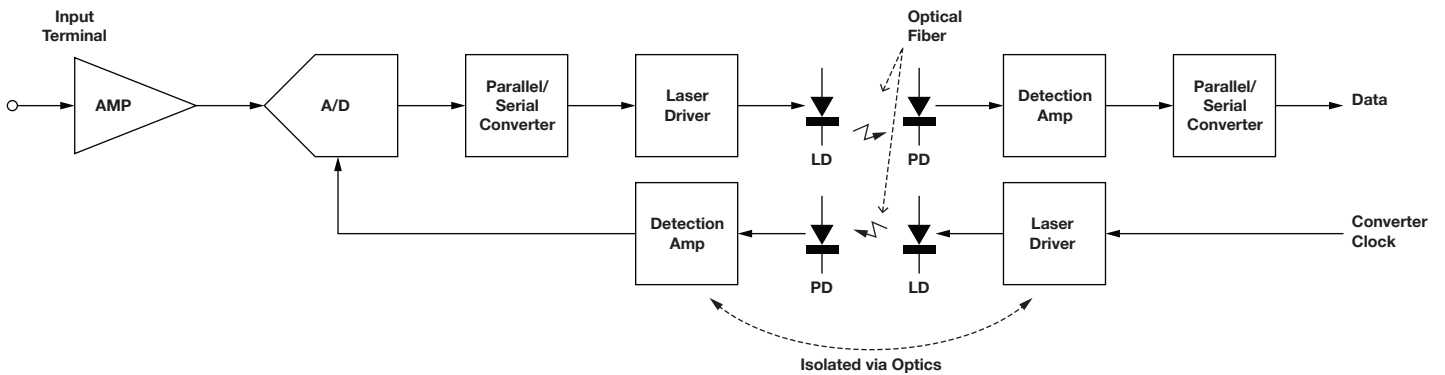 Input
Terminal
AMP
A/D
Parallel/
Serial
Converter
Laser
Driver
LD
Optical
Fiber
PD
Detection
Amp
Parallel/
Serial
Converter
Data
Detection
Amp
PD
LD
Laser
Driver
Converter
Clock
Isolated via Optics